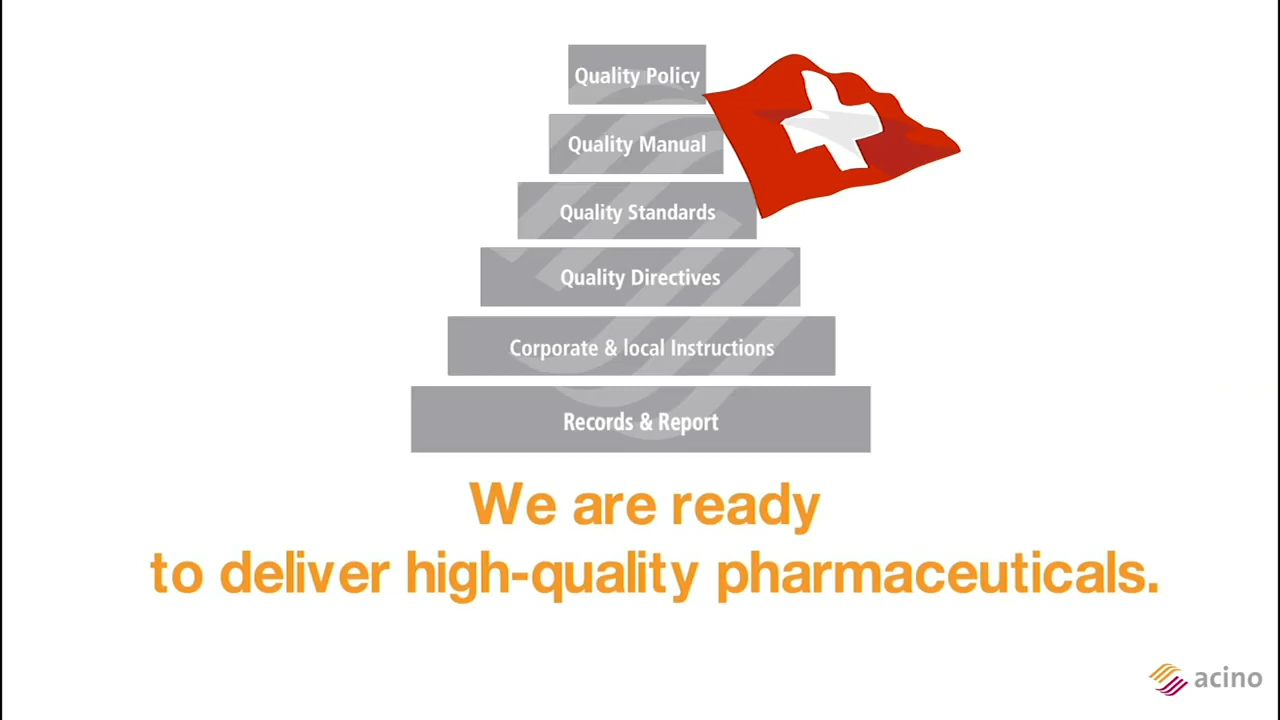 Quality Policy
Quality Manual
Quality Standards
Quality Directives
Corporate & local Instructions
Records & Report
We are ready
to deliver high-quality pharmaceuticals.
acino